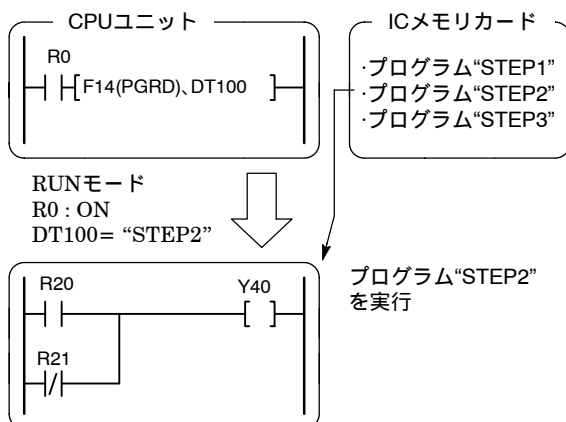 CPUユニット
R0
F14(PGRD)、DT100
ICメモリカード
·プログラム“STEP1”
·プログラム“STEP2”
·プログラム“STEP3”
RUNモード
R0 : ON
DT100= “STEP2”
R20
Y40
R21
プログラム“STEP2”
を実行